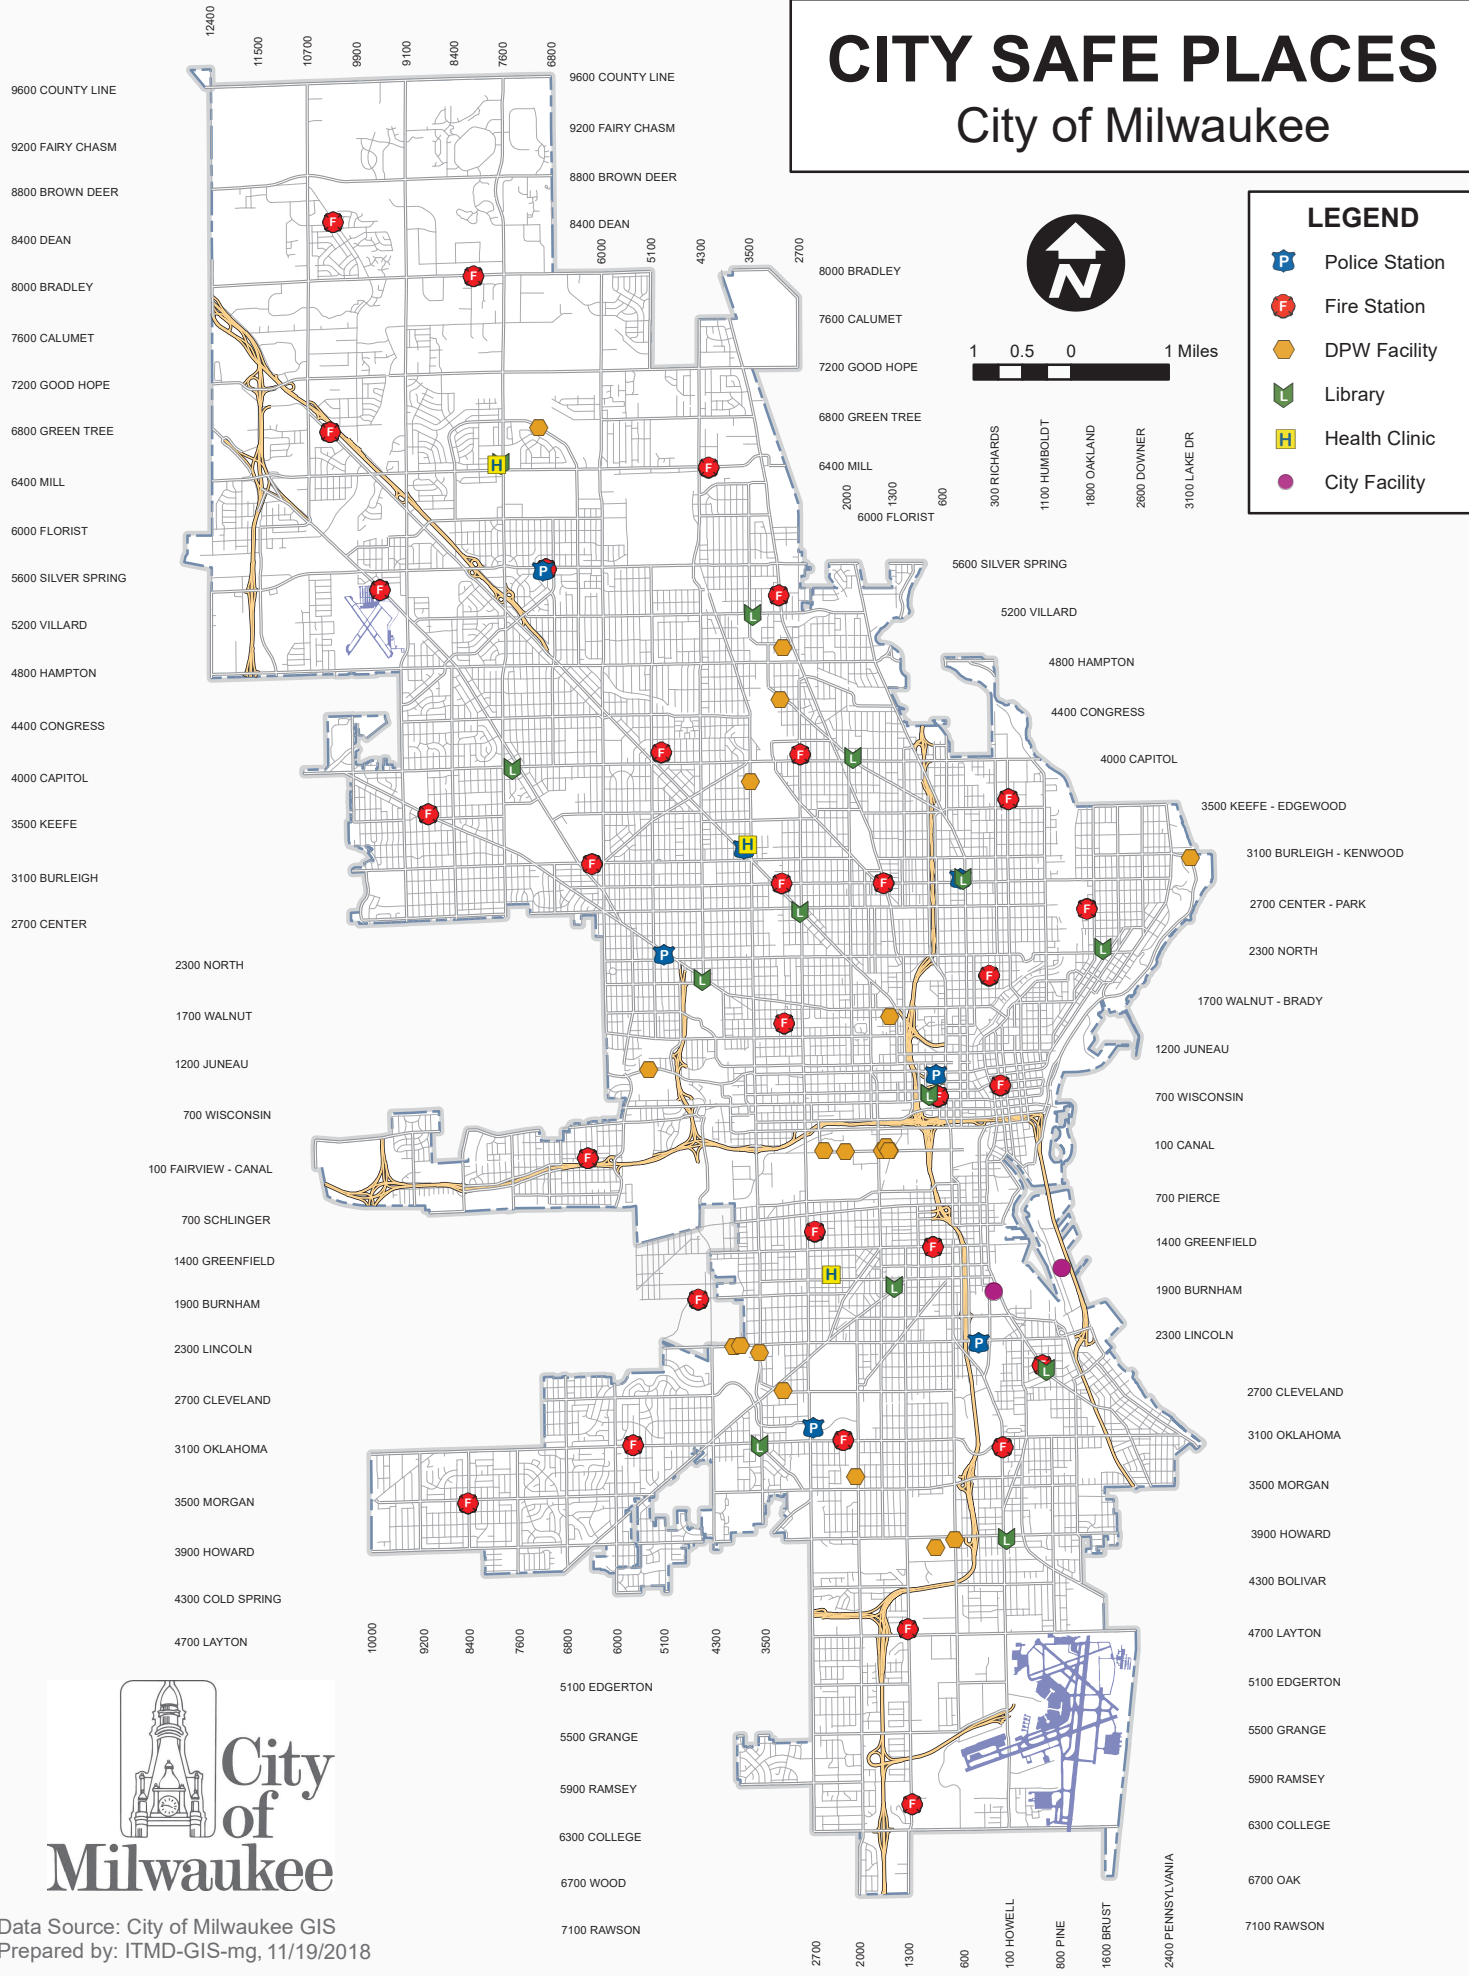 CITY SAFE PLACES
City of Milwaukee
LEGEND
P Police Station
F Fire Station
DPW Facility
L Library
H Health Clinic
City Facility
N
1 0.5 0 1 Miles
12400
11500
10700
9900
9100
8400
7600
6800
9600 COUNTY LINE
9200 FAIRY CHASM
8800 BROWN DEER
8400 DEAN
8000 BRADLEY
7600 CALUMET
7200 GOOD HOPE
6800 GREEN TREE
6400 MILL
6000 FLORIST
5600 SILVER SPRING
5200 VILLARD
4800 HAMPTON
4400 CONGRESS
4000 CAPITOL
3500 KEEFE
3100 BURLEIGH
2700 CENTER
2300 NORTH
1700 WALNUT
1200 JUNEAU
700 WISCONSIN
100 FAIRVIEW - CANAL
700 SCHLINGER
1400 GREENFIELD
1900 BURNHAM
2300 LINCOLN
2700 CLEVELAND
3100 OKLAHOMA
3500 MORGAN
3900 HOWARD
4300 COLD SPRING
4700 LAYTON
9600 COUNTY LINE
9200 FAIRY CHASM
8800 BROWN DEER
8400 DEAN
6000
5100
4300
3500
2700
8000 BRADLEY
7600 CALUMET
7200 GOOD HOPE
6800 GREEN TREE
6400 MILL
2000
1300
600
300 RICHARDS
1100 HUMBOLDT
1800 OAKLAND
2600 DOWNER
3100 LAKE DR
6000 FLORIST
5600 SILVER SPRING
5200 VILLARD
4800 HAMPTON
4400 CONGRESS
4000 CAPITOL
3500 KEEFE - EDGEWOOD
3100 BURLEIGH - KENWOOD
2700 CENTER - PARK
2300 NORTH
1700 WALNUT - BRADY
1200 JUNEAU
700 WISCONSIN
100 CANAL
700 PIERCE
1400 GREENFIELD
1900 BURNHAM
2300 LINCOLN
2700 CLEVELAND
3100 OKLAHOMA
3500 MORGAN
3900 HOWARD
4300 BOLIVAR
4700 LAYTON
5100 EDGERTON
5500 GRANGE
5900 RAMSEY
6300 COLLEGE
6700 OAK
7100 RAWSON
10000
9200
8400
7600
6800
6000
5100
4300
3500
5100 EDGERTON
5500 GRANGE
5900 RAMSEY
6300 COLLEGE
6700 WOOD
7100 RAWSON
2700
2000
1300
600
100 HOWELL
800 PINE
1600 BRUST
2400 PENNSYLVANIA
City
of
Milwaukee
Data Source: City of Milwaukee GIS
Prepared by: ITMD-GIS-mg, 11/19/2018